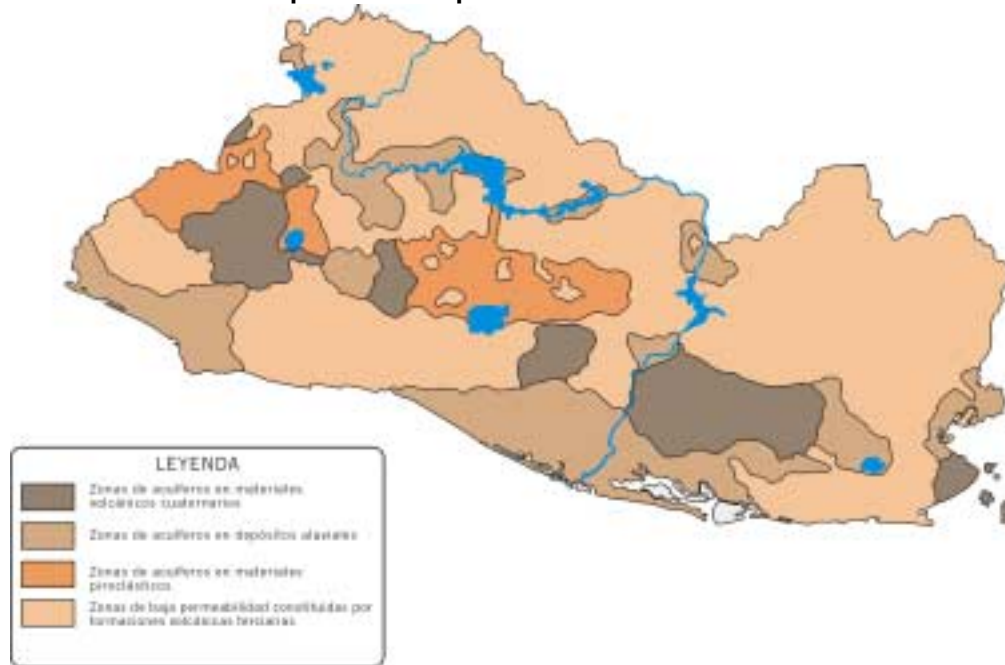 LEYENDA
Zonas de acuíferos en materiales
volcánicos cuaternarios
Zonas de acuíferos en depósitos aluviales
Zonas de acuíferos en materiales
piroclásticos
Zonas de baja permeabilidad constituidas por
formaciones volcánicas terciarias